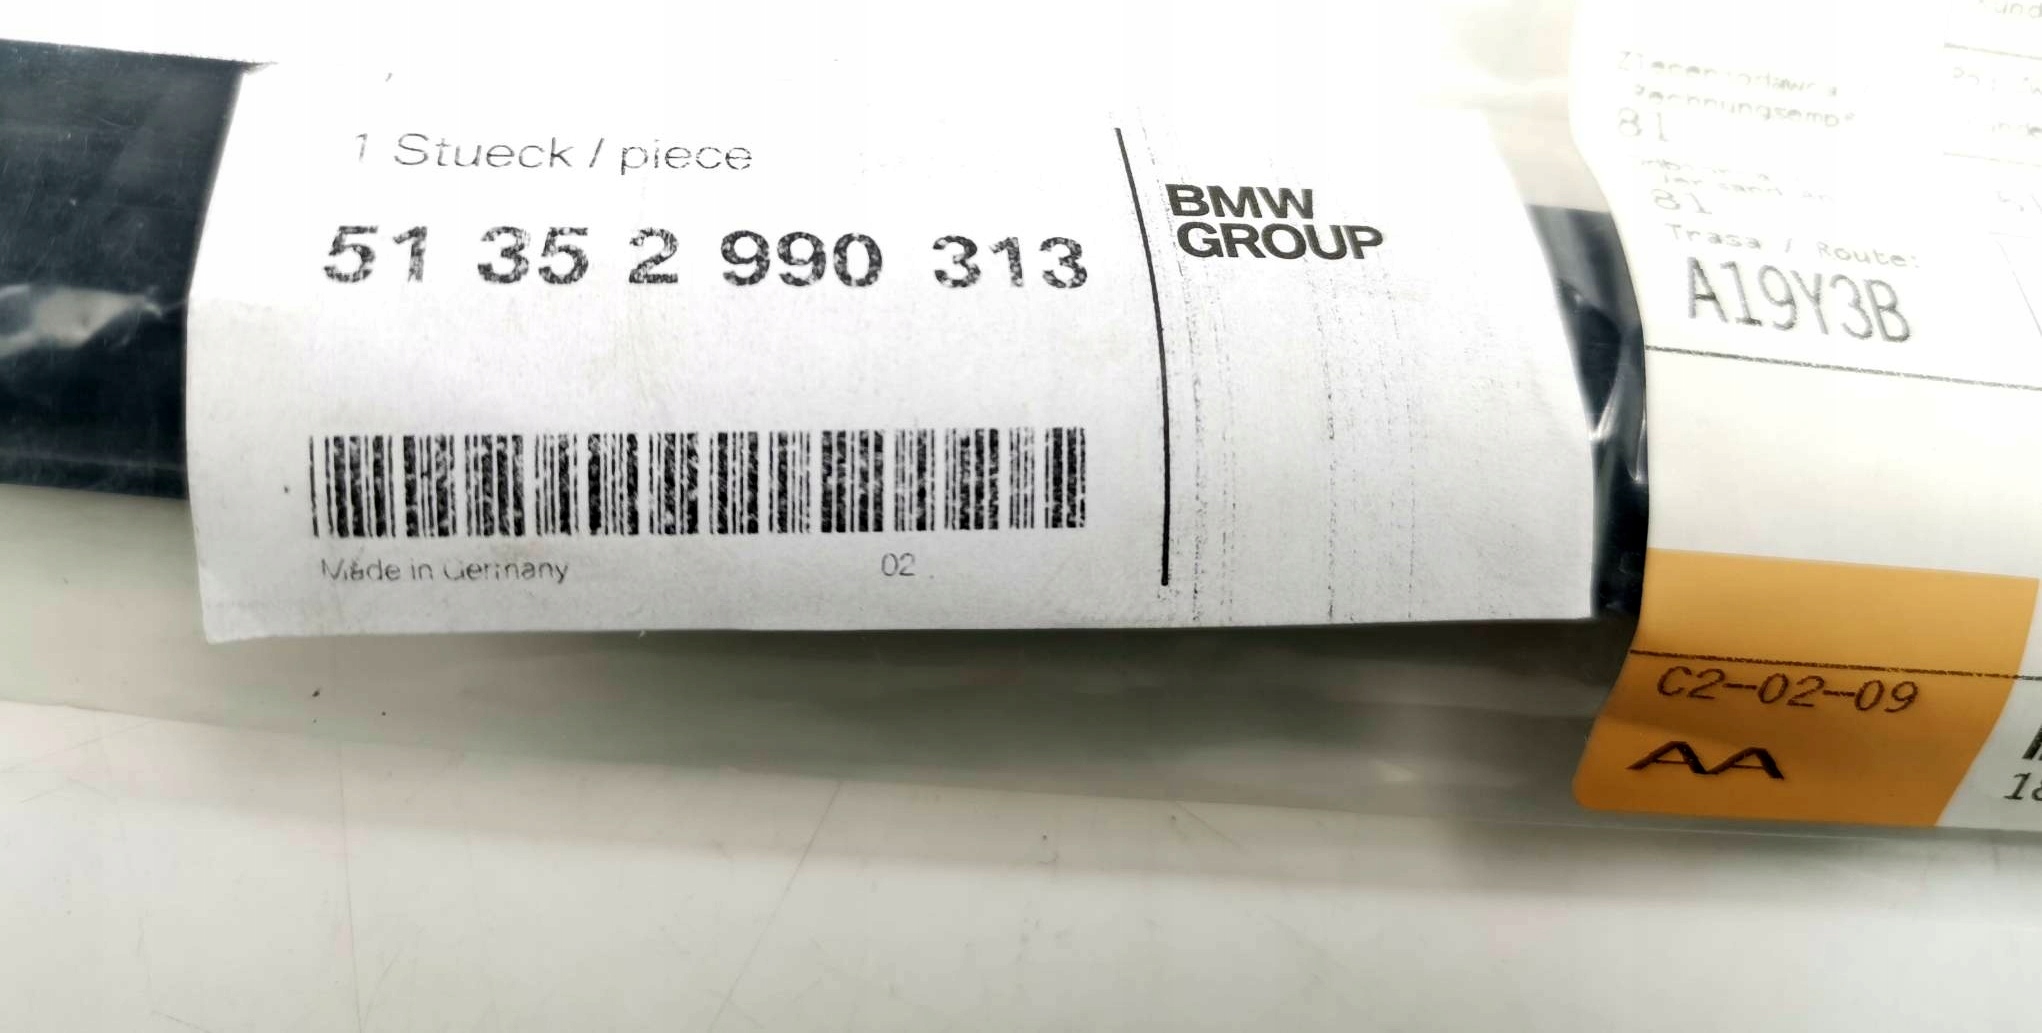 1 Stueck / piece
51 35 2 990 313
BMW
GROUP
Made in Germany
02
81
81
Trasa / Route:
A19Y3B
C2-02-09
AA